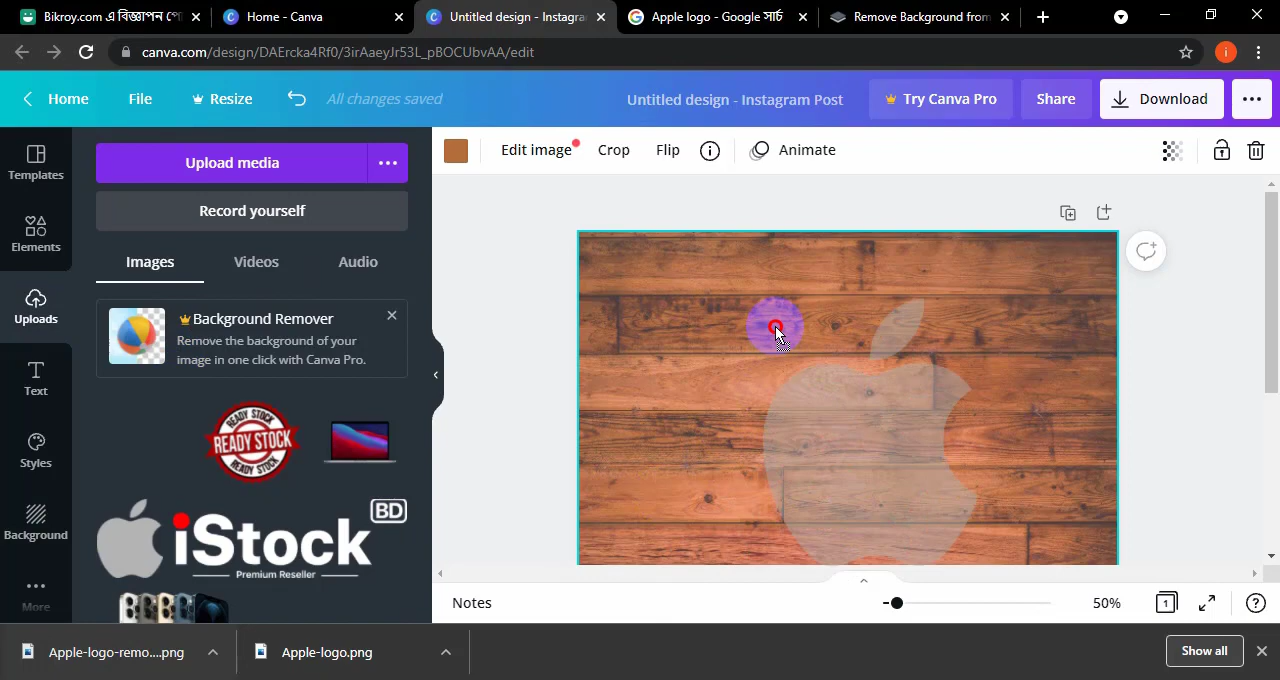 Bikroy.com এ বিজ্ঞাপন পে
Home - Canva
Untitled design - Instagra
Apple logo - Google সার্চ
Remove Background from
canva.com/design/DAErcka4Rf0/3irAaeyJr53L_pBOCUbvAA/edit
i
Home
File
Resize
All changes saved
Untitled design - Instagram Post
Try Canva Pro
Share
Download
Templates
Elements
Uploads
Text
Styles
Background
More
Upload media
Record yourself
Images
Videos
Audio
Background Remover
Remove the background of your
image in one click with Canva Pro.
READY STOCK
READY STOCK
READY STOCK
iStock
BD
Premium Reseller
Edit image
Crop
Flip
Animate
Notes
50%
1
Apple-logo-remo....png
Apple-logo.png
Show all